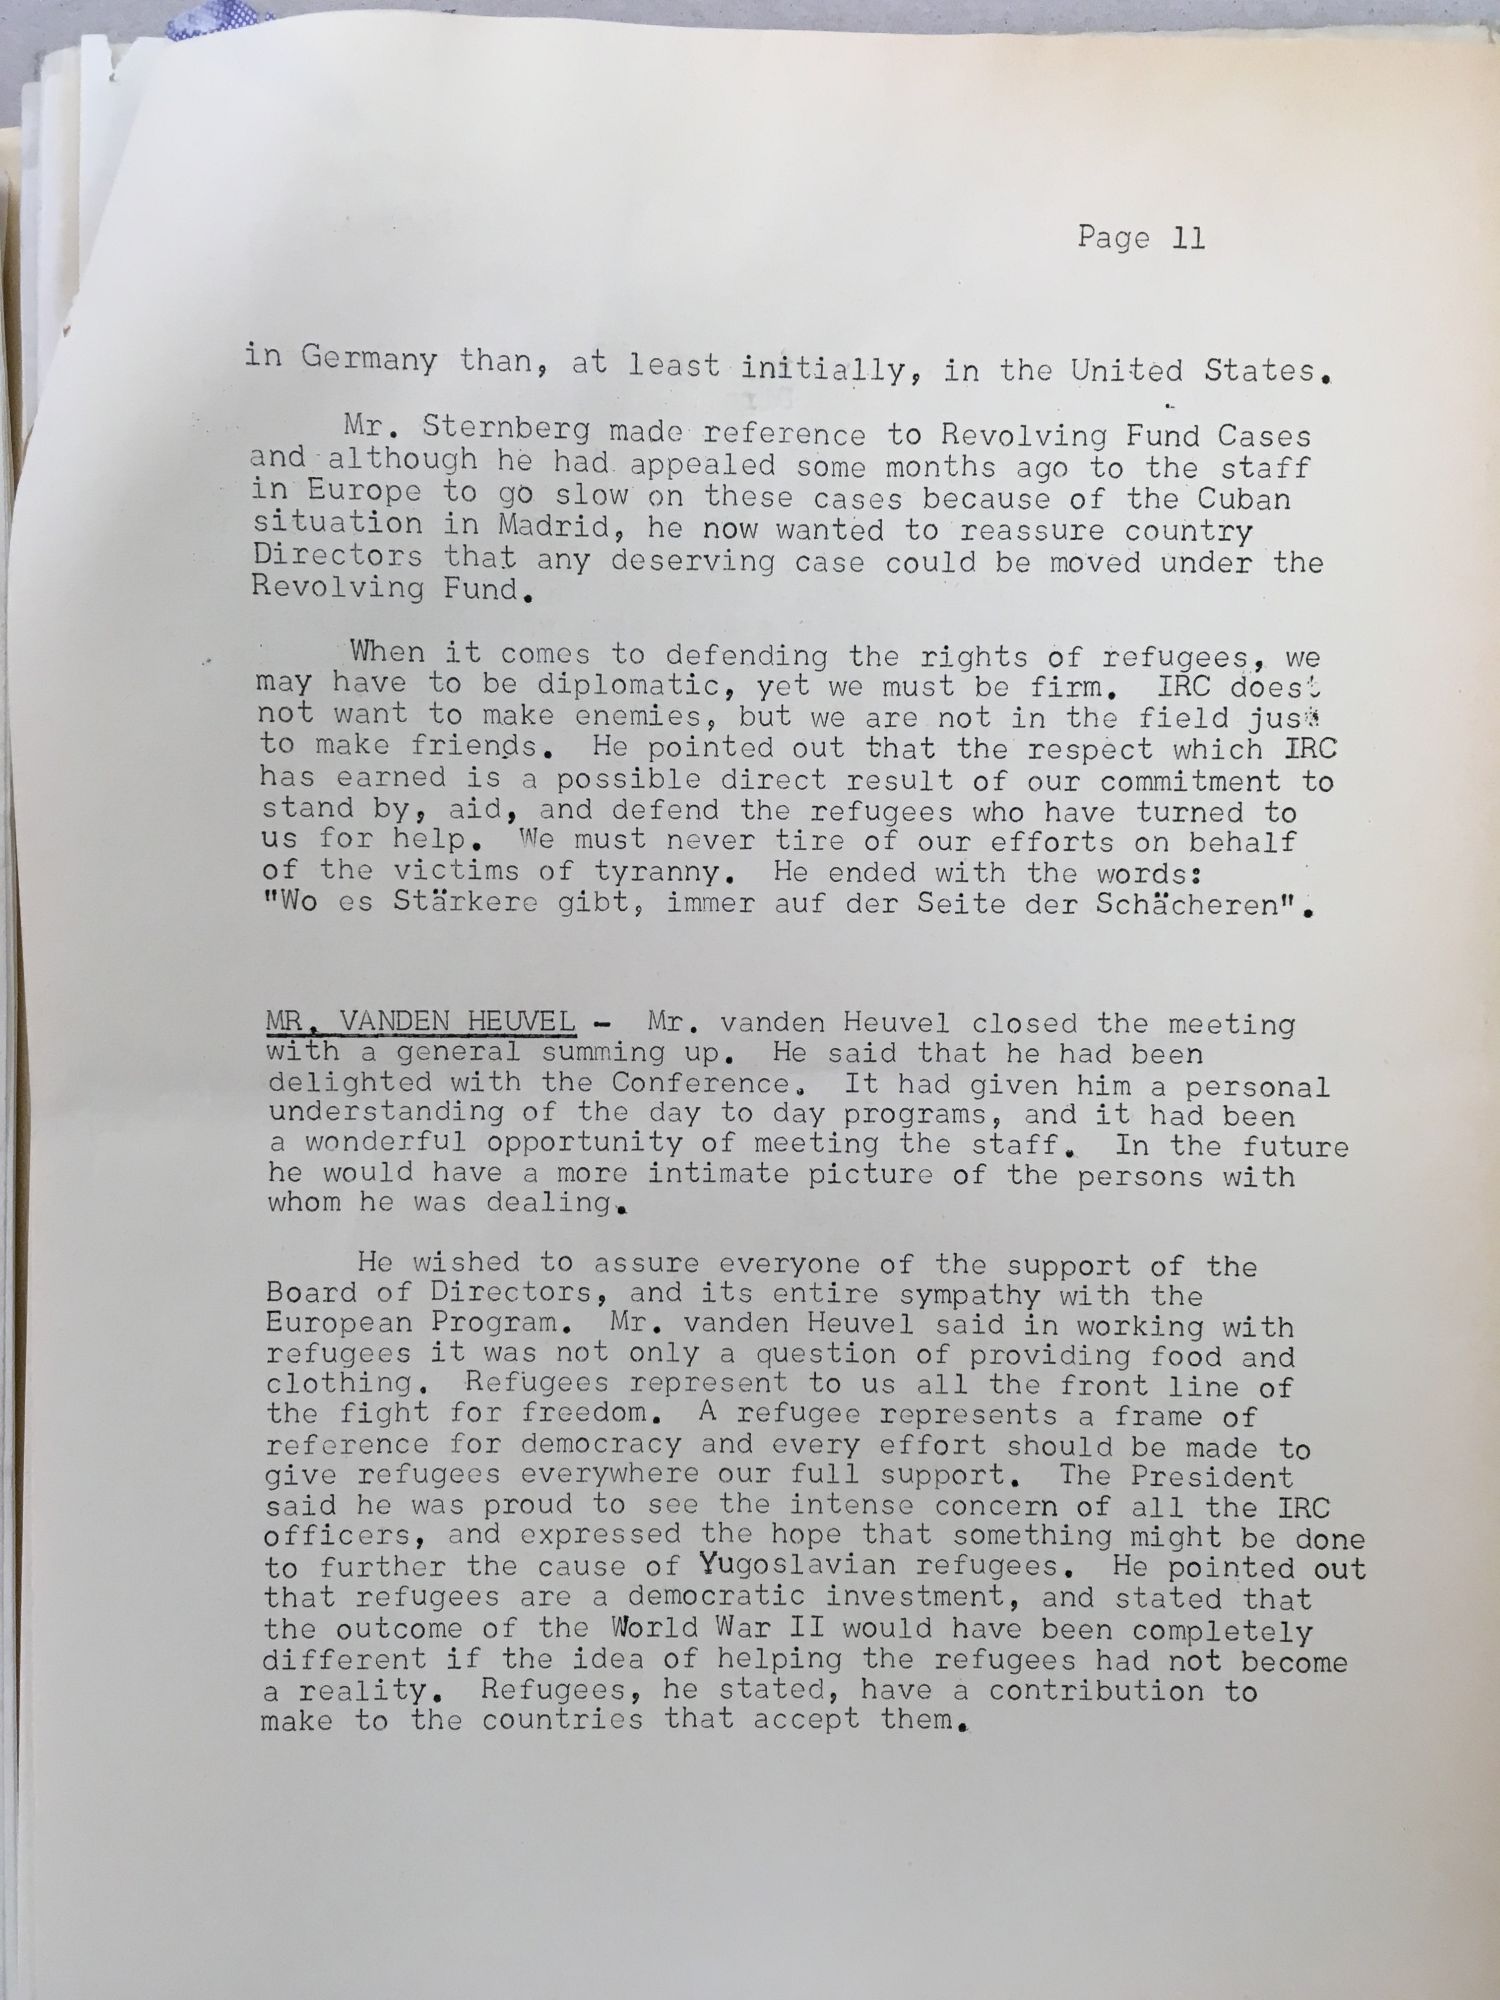 Page 11
in Germany than, at least initially, in the United States.
Mr. Sternberg made reference to Revolving Fund Cases
and although he had appealed some months ago to the staff
in Europe to go slow on these cases because of the Cuban
situation in Madrid, he now wanted to reassure country
Directors that any deserving case could be moved under the
Revolving Fund.
When it comes to defending the rights of refugees, we
may have to be diplomatic, yet we must be firm. IRC does
not want to make enemies, but we are not in the field just
to make friends. He pointed out that the respect which IRC
has earned is a possible direct result of our commitment to
stand by, aid, and defend the refugees who have turned to
us for help. We must never tire of our efforts on behalf
of the victims of tyranny. He ended with the words:
"Wo es Stärkere gibt, immer auf der Seite der Schächeren".
MR. VANDEN HEUVEL - Mr. vanden Heuvel closed the meeting
with a general summing up. He said that he had been
delighted with the Conference. It had given him a personal
understanding of the day to day programs, and it had been
a wonderful opportunity of meeting the staff. In the future
he would have a more intimate picture of the persons with
whom he was dealing.
He wished to assure everyone of the support of the
Board of Directors, and its entire sympathy with the
European Program. Mr. vanden Heuvel said in working with
refugees it was not only a question of providing food and
clothing. Refugees represent to us all the front line of
the fight for freedom. A refugee represents a frame of
reference for democracy and every effort should be made to
give refugees everywhere our full support. The President
said he was proud to see the intense concern of all the IRC
officers, and expressed the hope that something might be done
to further the cause of Yugoslavian refugees. He pointed out
that refugees are a democratic investment, and stated that
the outcome of the World War II would have been completely
different if the idea of helping the refugees had not become
a reality. Refugees, he stated, have a contribution to
make to the countries that accept them.